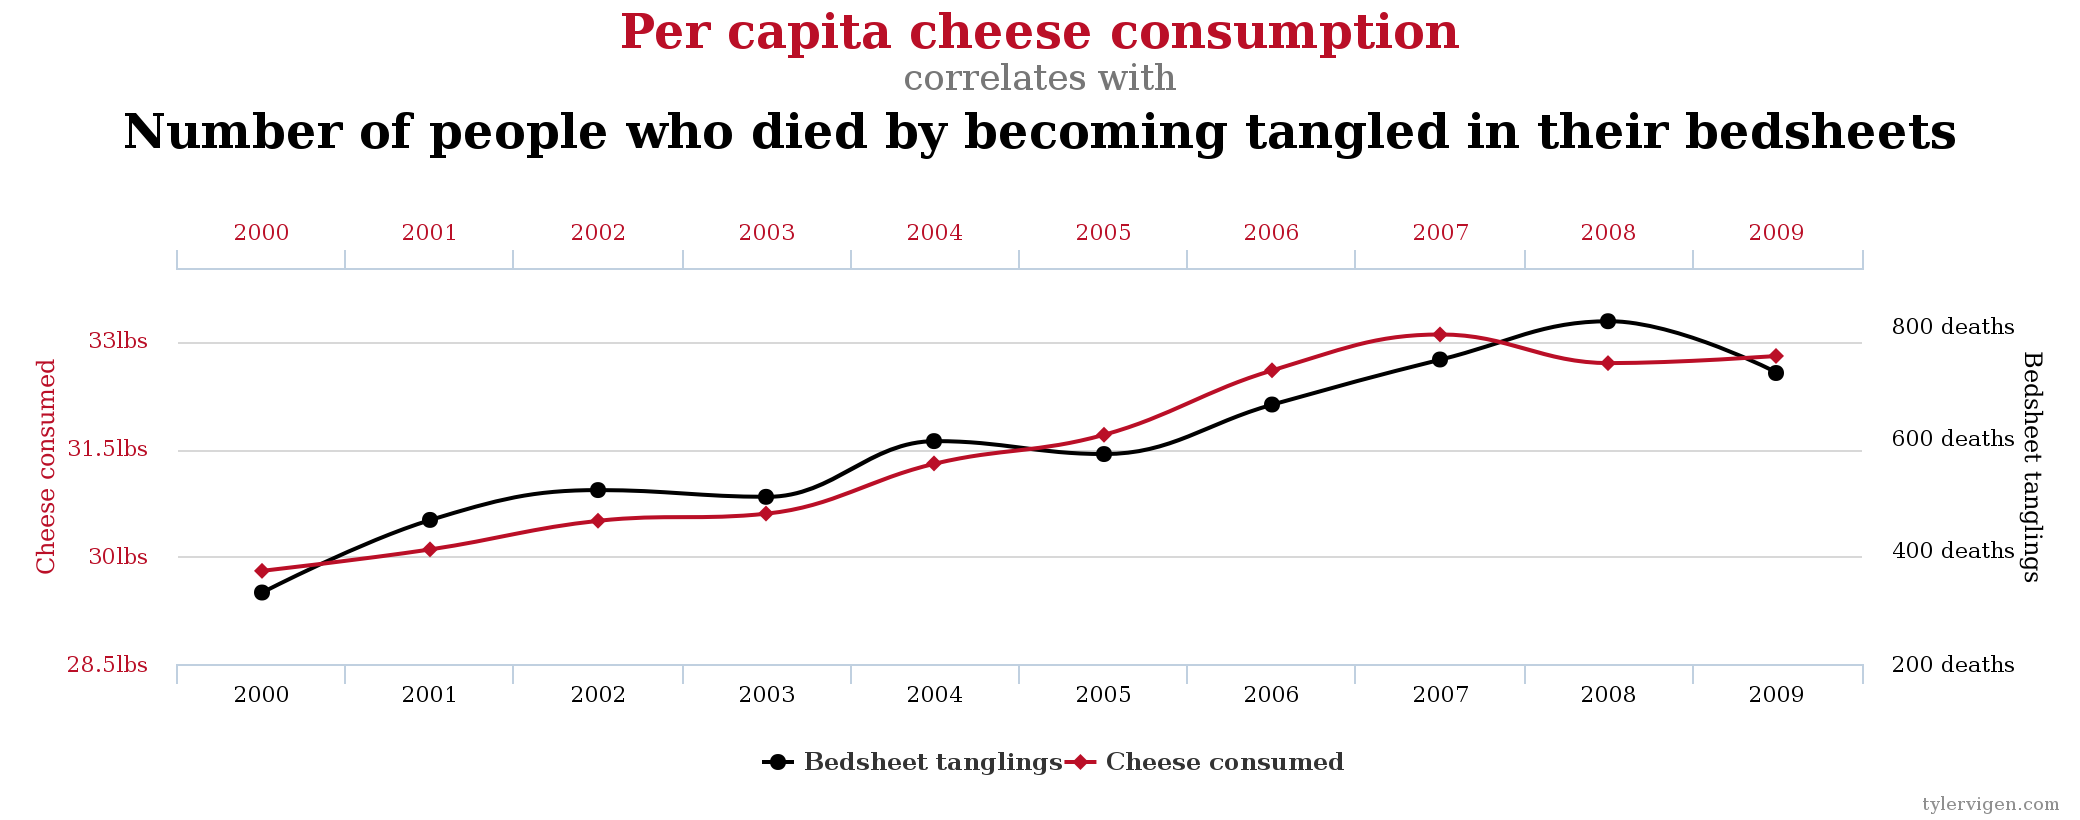 Per capita cheese consumption
correlates with
Number of people who died by becoming tangled in their bedsheets
2000 2001 2002 2003 2004 2005 2006 2007 2008 2009
Cheese consumed
33lbs
31.5lbs
30lbs
28.5lbs
800 deaths
600 deaths
400 deaths
200 deaths
Bedsheet tanglings
2000 2001 2002 2003 2004 2005 2006 2007 2008 2009
Bedsheet tanglings Cheese consumed
tylervigen.com